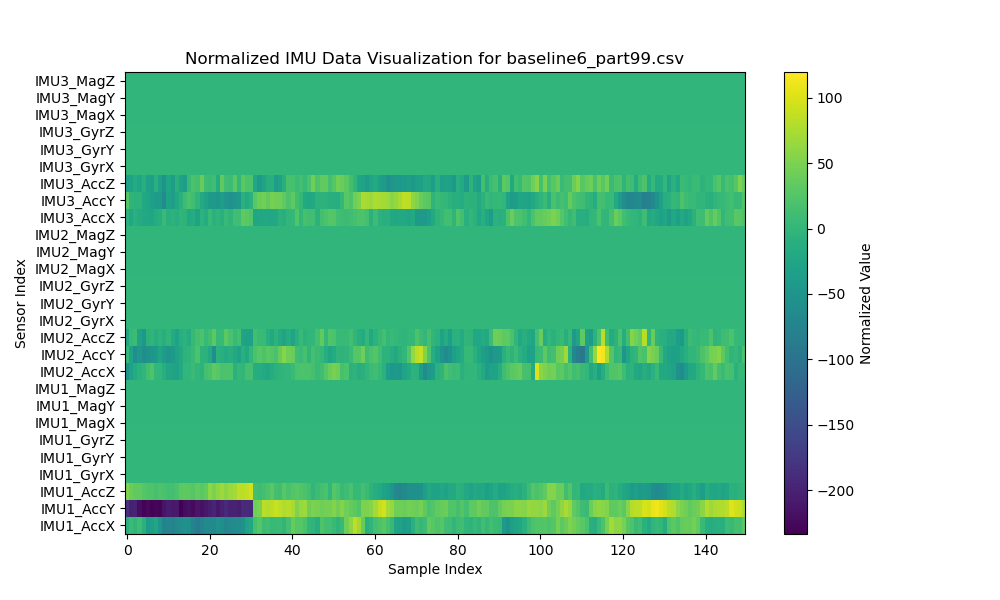 Normalized IMU Data Visualization for baseline6_part99.csv
IMU3_MagZ
IMU3_MagY
IMU3_MagX
IMU3_GyrZ
IMU3_GyrY
IMU3_GyrX
IMU3_AccZ
IMU3_AccY
IMU3_AccX
IMU2_MagZ
IMU2_MagY
IMU2_MagX
IMU2_GyrZ
IMU2_GyrY
IMU2_GyrX
IMU2_AccZ
IMU2_AccY
IMU2_AccX
IMU1_MagZ
IMU1_MagY
IMU1_MagX
IMU1_GyrZ
IMU1_GyrY
IMU1_GyrX
IMU1_AccZ
IMU1_AccY
IMU1_AccX
Sensor Index
0 20 40 60 80 100 120 140
Sample Index
100
50
0
−50
−100
−150
−200
Normalized Value